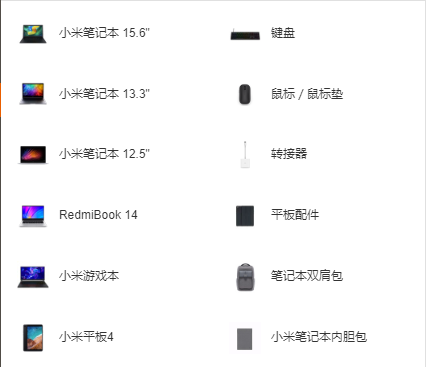 小米笔记本 15.6"
键盘
小米笔记本 13.3"
鼠标 / 鼠标垫
小米笔记本 12.5"
转接器
RedmiBook 14
平板配件
小米游戏本
笔记本双肩包
小米平板4
小米笔记本内胆包